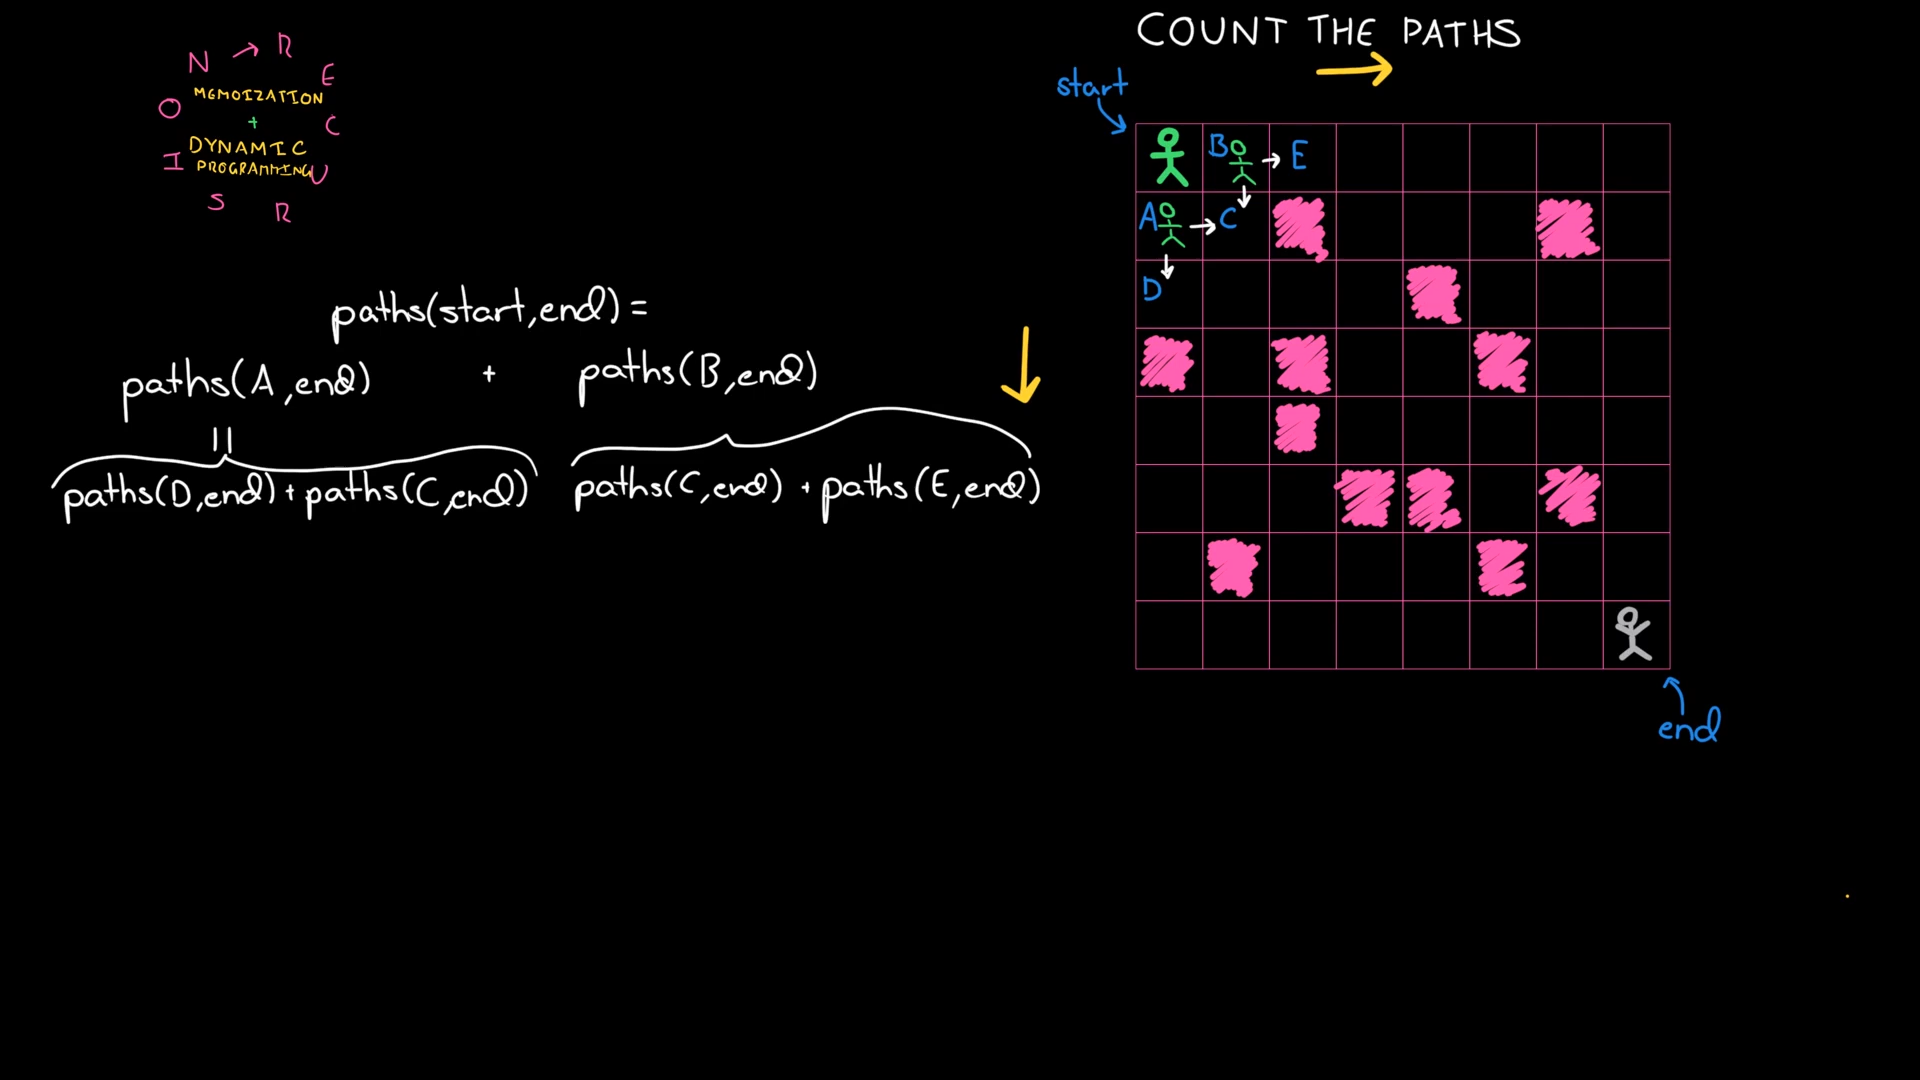 COUNT THE PATHS
RECURSION
MEMOIZATION
+
DYNAMIC
PROGRAMMING
start
B E
A C
D
paths(start,end) =
paths(A,end) + paths(B,end)
paths(D,end) + paths(C,end) paths(C,end) + paths(E,end)
end